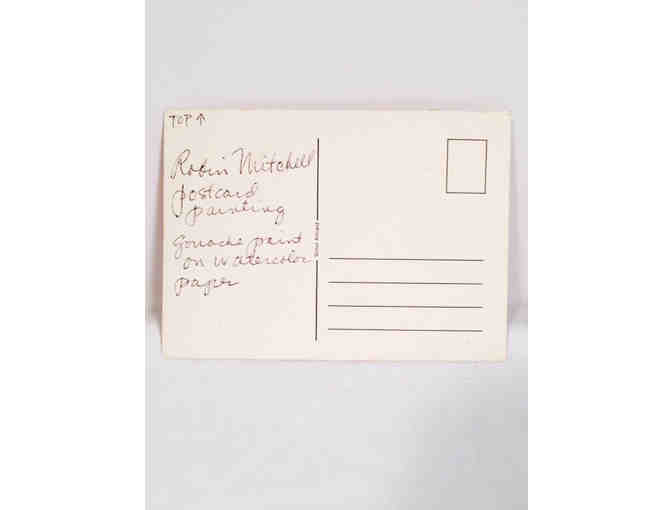 TOP ↑
Robin Mitchell
postcard
painting
Gouache paint
on watercolor
paper